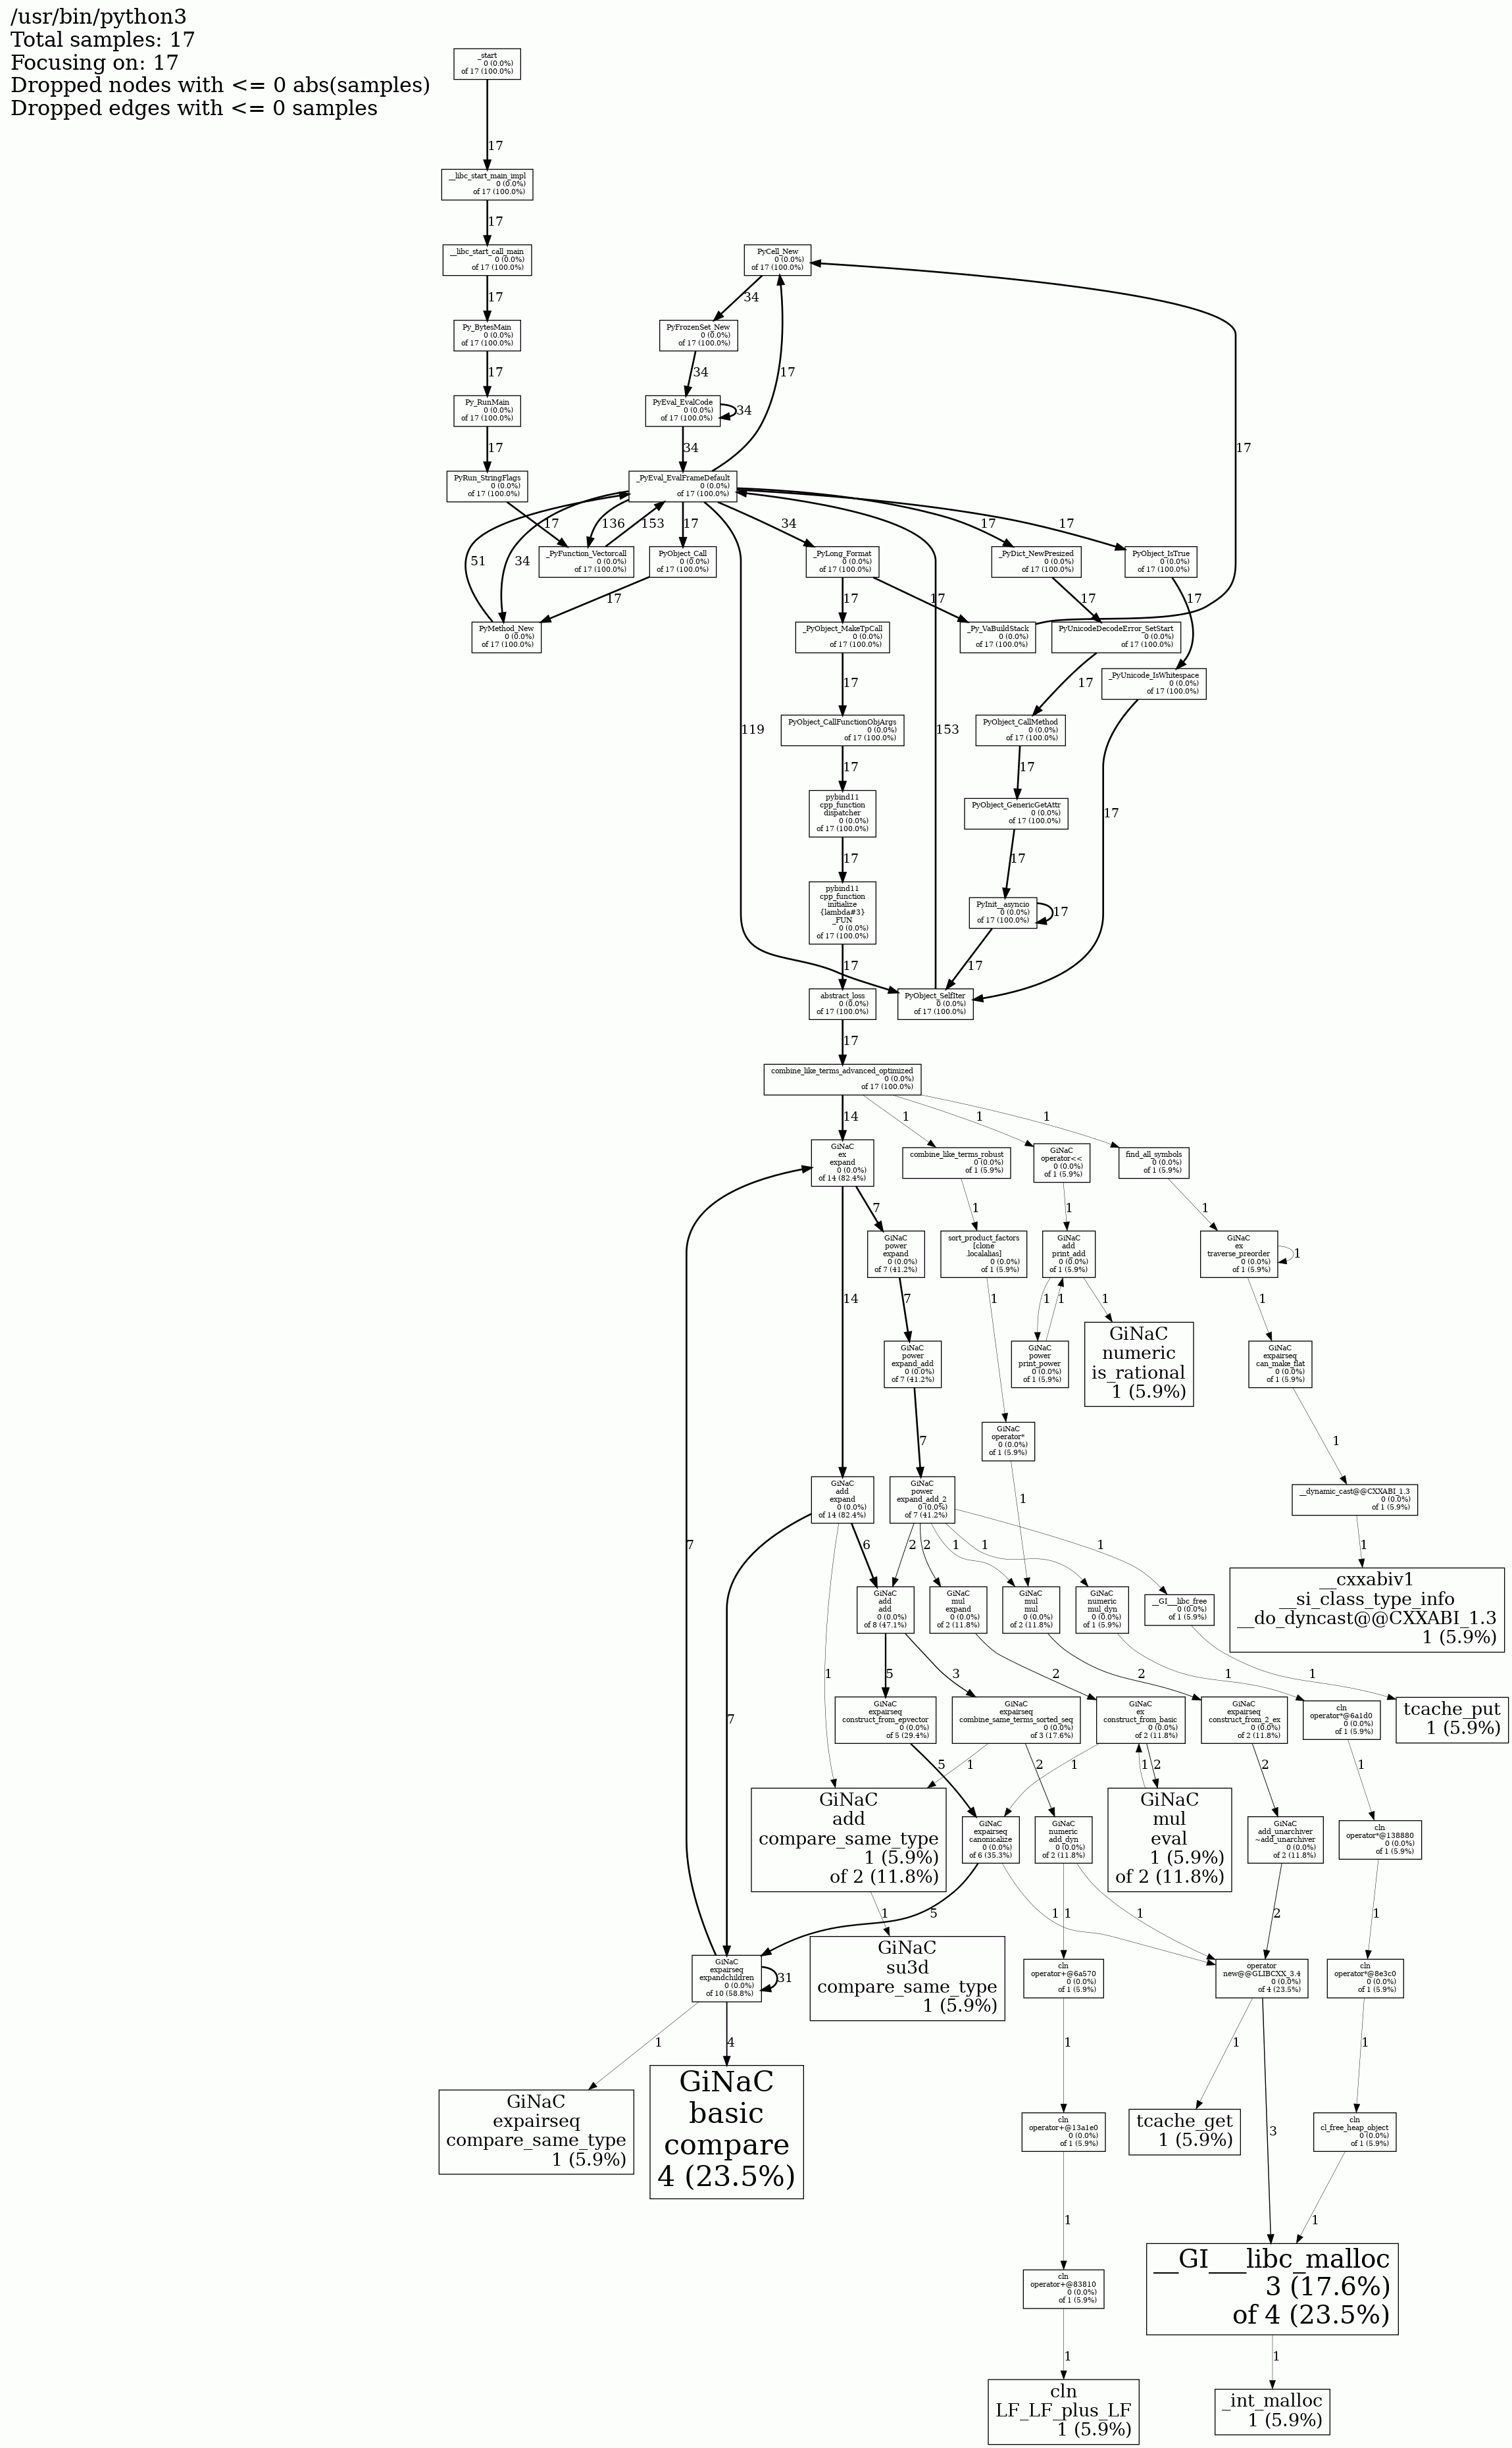 /usr/bin/python3
Total samples: 17
Focusing on: 17
Dropped nodes with <= 0 abs(samples)
Dropped edges with <= 0 samples
_start
0 (0.0%)
of 17 (100.0%)
17
__libc_start_main_impl
0 (0.0%)
of 17 (100.0%)
17
__libc_start_call_main
0 (0.0%)
of 17 (100.0%)
17
Py_BytesMain
0 (0.0%)
of 17 (100.0%)
17
Py_RunMain
0 (0.0%)
of 17 (100.0%)
17
PyRun_StringFlags
0 (0.0%)
of 17 (100.0%)
17
PyCell_New
0 (0.0%)
of 17 (100.0%)
34
PyFrozenSet_New
0 (0.0%)
of 17 (100.0%)
34
17
17
PyEval_EvalCode
0 (0.0%)
of 17 (100.0%)
34
34
_PyEval_EvalFrameDefault
0 (0.0%)
of 17 (100.0%)
136
153
17
34
17
17
51
34
_PyFunction_Vectorcall
0 (0.0%)
of 17 (100.0%)
PyObject_Call
0 (0.0%)
of 17 (100.0%)
17
_PyLong_Format
0 (0.0%)
of 17 (100.0%)
17
17
_PyDict_NewPresized
0 (0.0%)
of 17 (100.0%)
17
PyObject_IsTrue
0 (0.0%)
of 17 (100.0%)
17
PyMethod_New
0 (0.0%)
of 17 (100.0%)
_PyObject_MakeTpCall
0 (0.0%)
of 17 (100.0%)
17
_Py_VaBuildStack
0 (0.0%)
of 17 (100.0%)
PyUnicodeDecodeError_SetStart
0 (0.0%)
of 17 (100.0%)
17
_PyUnicode_IsWhitespace
0 (0.0%)
of 17 (100.0%)
119
153
17
PyObject_CallFunctionObjArgs
0 (0.0%)
of 17 (100.0%)
17
PyObject_CallMethod
0 (0.0%)
of 17 (100.0%)
17
pybind11
cpp_function
dispatcher
0 (0.0%)
of 17 (100.0%)
17
PyObject_GenericGetAttr
0 (0.0%)
of 17 (100.0%)
17
pybind11
cpp_function
initialize
{lambda#3}
_FUN
0 (0.0%)
of 17 (100.0%)
17
PyInit__asyncio
0 (0.0%)
of 17 (100.0%)
17
17
abstract_loss
0 (0.0%)
of 17 (100.0%)
17
PyObject_SelfIter
0 (0.0%)
of 17 (100.0%)
combine_like_terms_advanced_optimized
0 (0.0%)
of 17 (100.0%)
14
1
1
1
GiNaC
ex
expand
0 (0.0%)
of 14 (82.4%)
7
14
combine_like_terms_robust
0 (0.0%)
of 1 (5.9%)
1
GiNaC
operator<<
0 (0.0%)
of 1 (5.9%)
1
find_all_symbols
0 (0.0%)
of 1 (5.9%)
1
GiNaC
power
expand
0 (0.0%)
of 7 (41.2%)
7
sort_product_factors
[clone
.localalias]
0 (0.0%)
of 1 (5.9%)
1
GiNaC
add
print_add
0 (0.0%)
of 1 (5.9%)
1
1
1
GiNaC
ex
traverse_preorder
0 (0.0%)
of 1 (5.9%)
1
1
GiNaC
power
expand_add
0 (0.0%)
of 7 (41.2%)
7
GiNaC
power
print_power
0 (0.0%)
of 1 (5.9%)
GiNaC
numeric
is_rational
1 (5.9%)
GiNaC
expairseq
can_make_flat
0 (0.0%)
of 1 (5.9%)
1
GiNaC
operator*
0 (0.0%)
of 1 (5.9%)
1
GiNaC
add
expand
0 (0.0%)
of 14 (82.4%)
7
6
1
7
GiNaC
power
expand_add_2
0 (0.0%)
of 7 (41.2%)
2
2
1
1
1
__dynamic_cast@@CXXABI_1.3
0 (0.0%)
of 1 (5.9%)
1
GiNaC
add
add
0 (0.0%)
of 8 (47.1%)
5
3
GiNaC
mul
expand
0 (0.0%)
of 2 (11.8%)
2
GiNaC
mul
mul
0 (0.0%)
of 2 (11.8%)
2
GiNaC
numeric
mul_dyn
0 (0.0%)
of 1 (5.9%)
1
__GI___libc_free
0 (0.0%)
of 1 (5.9%)
1
__cxxabiv1
__si_class_type_info
__do_dyncast@@CXXABI_1.3
1 (5.9%)
GiNaC
expairseq
construct_from_epvector
0 (0.0%)
of 5 (29.4%)
5
GiNaC
expairseq
combine_same_terms_sorted_seq
0 (0.0%)
of 3 (17.6%)
1
2
GiNaC
ex
construct_from_basic
0 (0.0%)
of 2 (11.8%)
1
1
2
GiNaC
expairseq
construct_from_2_ex
0 (0.0%)
of 2 (11.8%)
2
cln
operator*@6a1d0
0 (0.0%)
of 1 (5.9%)
1
tcache_put
1 (5.9%)
GiNaC
add
compare_same_type
1 (5.9%)
of 2 (11.8%)
1
GiNaC
expairseq
canonicalize
0 (0.0%)
of 6 (35.3%)
5
1
GiNaC
numeric
add_dyn
0 (0.0%)
of 2 (11.8%)
1
1
GiNaC
mul
eval
1 (5.9%)
of 2 (11.8%)
GiNaC
add_unarchiver
~add_unarchiver
0 (0.0%)
of 2 (11.8%)
2
cln
operator*@138880
0 (0.0%)
of 1 (5.9%)
1
GiNaC
expairseq
expandchildren
0 (0.0%)
of 10 (58.8%)
31
1
4
GiNaC
su3d
compare_same_type
1 (5.9%)
cln
operator+@6a570
0 (0.0%)
of 1 (5.9%)
1
operator
new@@GLIBCXX_3.4
0 (0.0%)
of 4 (23.5%)
1
3
cln
operator*@8e3c0
0 (0.0%)
of 1 (5.9%)
1
GiNaC
expairseq
compare_same_type
1 (5.9%)
GiNaC
basic
compare
4 (23.5%)
cln
operator+@13a1e0
0 (0.0%)
of 1 (5.9%)
1
tcache_get
1 (5.9%)
cln
cl_free_heap_object
0 (0.0%)
of 1 (5.9%)
1
cln
operator+@83810
0 (0.0%)
of 1 (5.9%)
1
__GI___libc_malloc
3 (17.6%)
of 4 (23.5%)
1
cln
LF_LF_plus_LF
1 (5.9%)
_int_malloc
1 (5.9%)